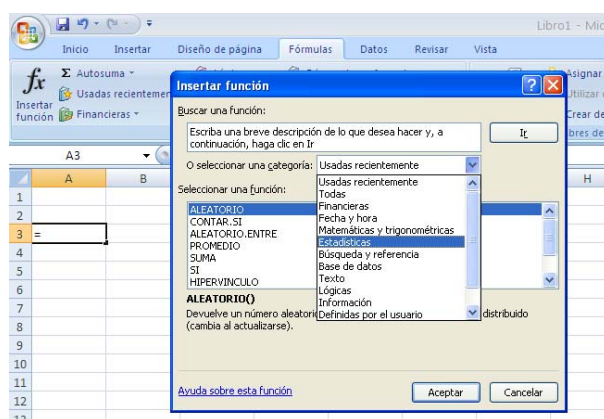 Libro1 - Mic
Inicio Insertar Diseño de página Fórmulas Datos Revisar Vista
fx Σ Autosuma Asignar
Insertar función Usadas recientemen Utilizar
Financieras Crear de
bres de
Insertar función
Buscar una función:
Escriba una breve descripción de lo que desea hacer y, a
continuación, haga clic en Ir
Ir
O seleccionar una categoría: Usadas recientemente
Usadas recientemente
Todas
Financieras
Fecha y hora
Matemáticas y trigonométricas
Estadísticas
Búsqueda y referencia
Base de datos
Texto
Lógicas
Información
Definidas por el usuario
Seleccionar una función:
ALEATORIO
CONTAR.SI
ALEATORIO.ENTRE
PROMEDIO
SUMA
SI
HIPERVINCULO
ALEATORIO()
Devuelve un número aleatori distribuido
(cambia al actualizarse).
Ayuda sobre esta función
Aceptar Cancelar
A3
A B H
1
2
3 =
4
5
6
7
8
9
10
11
12
13